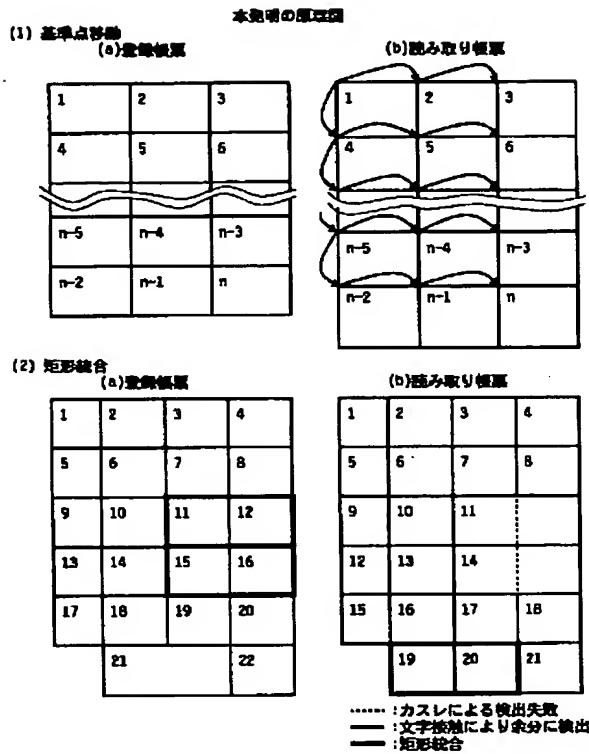 本発明の原理図
(1) 基準点移動
(a)登録帳票
(b)読み取り帳票
1 2 3
4 5 6
n-5 n-4 n-3
n-2 n-1 n
1 2 3
4 5 6
n-5 n-4 n-3
n-2 n-1 n
(2) 矩形統合
(a)登録帳票
(b)読み取り帳票
1 2 3 4
5 6 7 8
9 10 11 12
13 14 15 16
17 18 19 20
21 22
1 2 3 4
5 6 7 8
9 10 11
12 13 14
15 16 17 18
19 20 21
:カスレによる検出失敗
:文字接触により余分に検出
:矩形統合